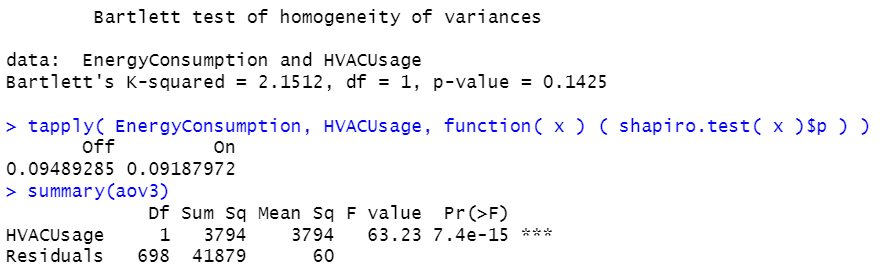 Bartlett test of homogeneity of variances
data:  EnergyConsumption and HVACUsage
Bartlett's K-squared = 2.1512, df = 1, p-value = 0.1425
> tapply( EnergyConsumption, HVACUsage, function( x ) ( shapiro.test( x )$p ) )
       Off         On
0.09489285 0.09187972
> summary(aov3)
             Df Sum Sq Mean Sq F value  Pr(>F)
HVACUsage     1   3794    3794   63.23 7.4e-15 ***
Residuals   698  41879      60